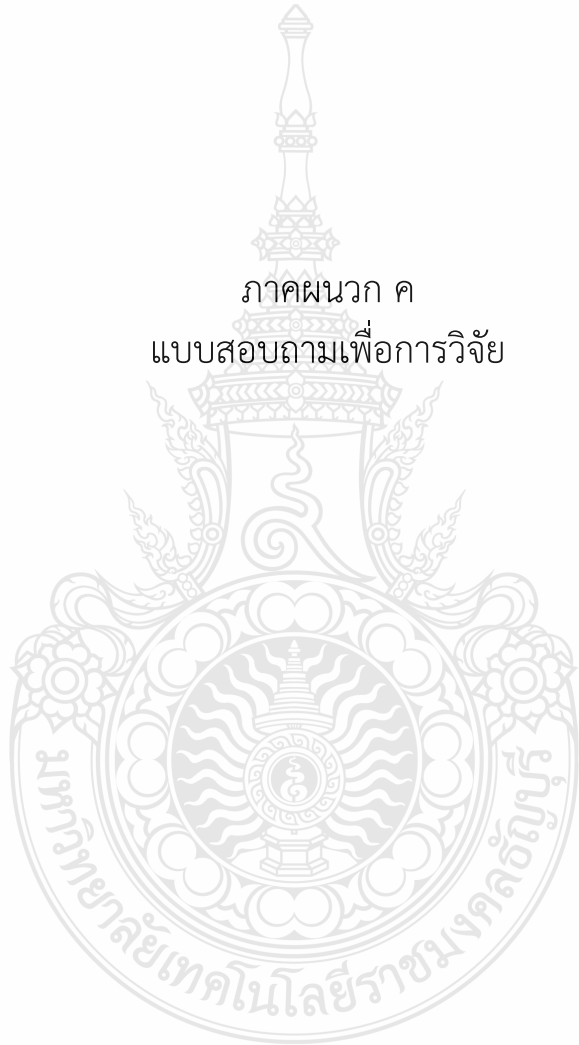 ภาคผนวก ค
แบบสอบถามเพื่อการวิจัย
มหาวิทยาลัยเทคโนโลยีราชมงคลธัญบุรี